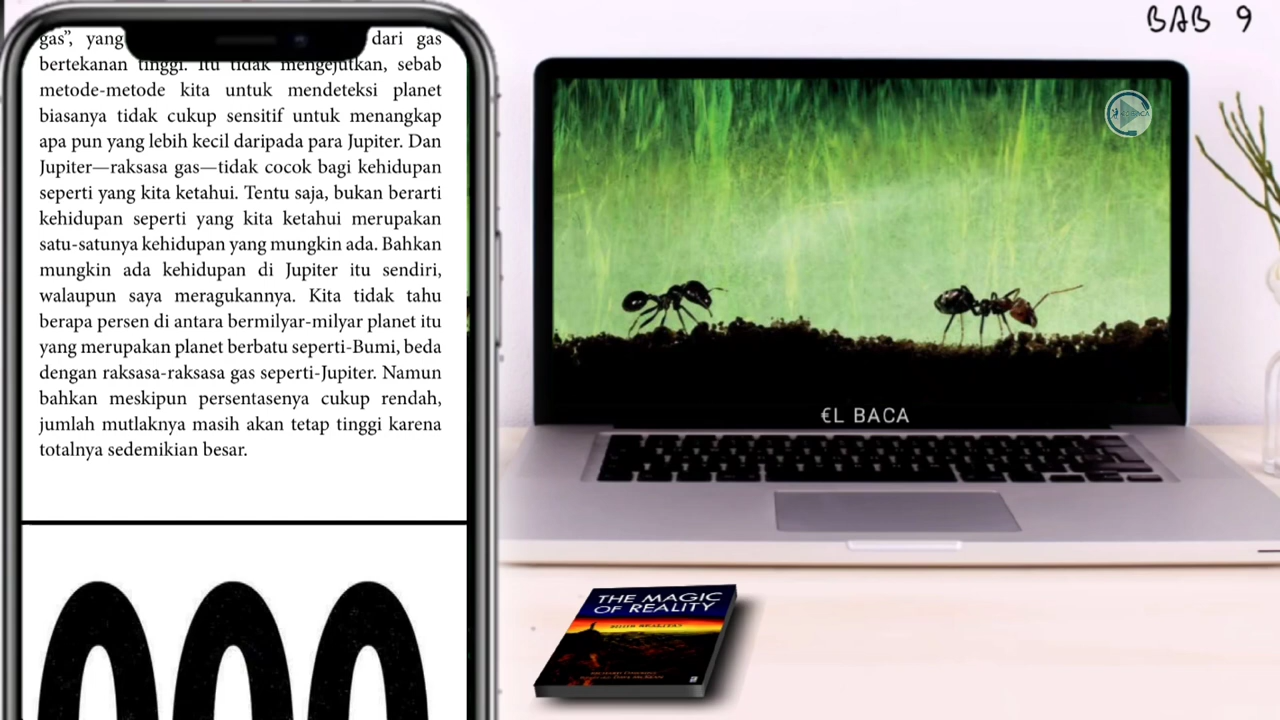 gas”, yang dari gas
bertekanan tinggi. Itu tidak mengejutkan, sebab
metode-metode kita untuk mendeteksi planet
biasanya tidak cukup sensitif untuk menangkap
apa pun yang lebih kecil daripada para Jupiter. Dan
Jupiter—raksasa gas—tidak cocok bagi kehidupan
seperti yang kita ketahui. Tentu saja, bukan berarti
kehidupan seperti yang kita ketahui merupakan
satu-satunya kehidupan yang mungkin ada. Bahkan
mungkin ada kehidupan di Jupiter itu sendiri,
walaupun saya meragukannya. Kita tidak tahu
berapa persen di antara bermilyar-milyar planet itu
yang merupakan planet berbatu seperti-Bumi, beda
dengan raksasa-raksasa gas seperti-Jupiter. Namun
bahkan meskipun persentasenya cukup rendah,
jumlah mutlaknya masih akan tetap tinggi karena
totalnya sedemikian besar.
BAB 9
€L BACA
THE MAGIC
OF REALITY